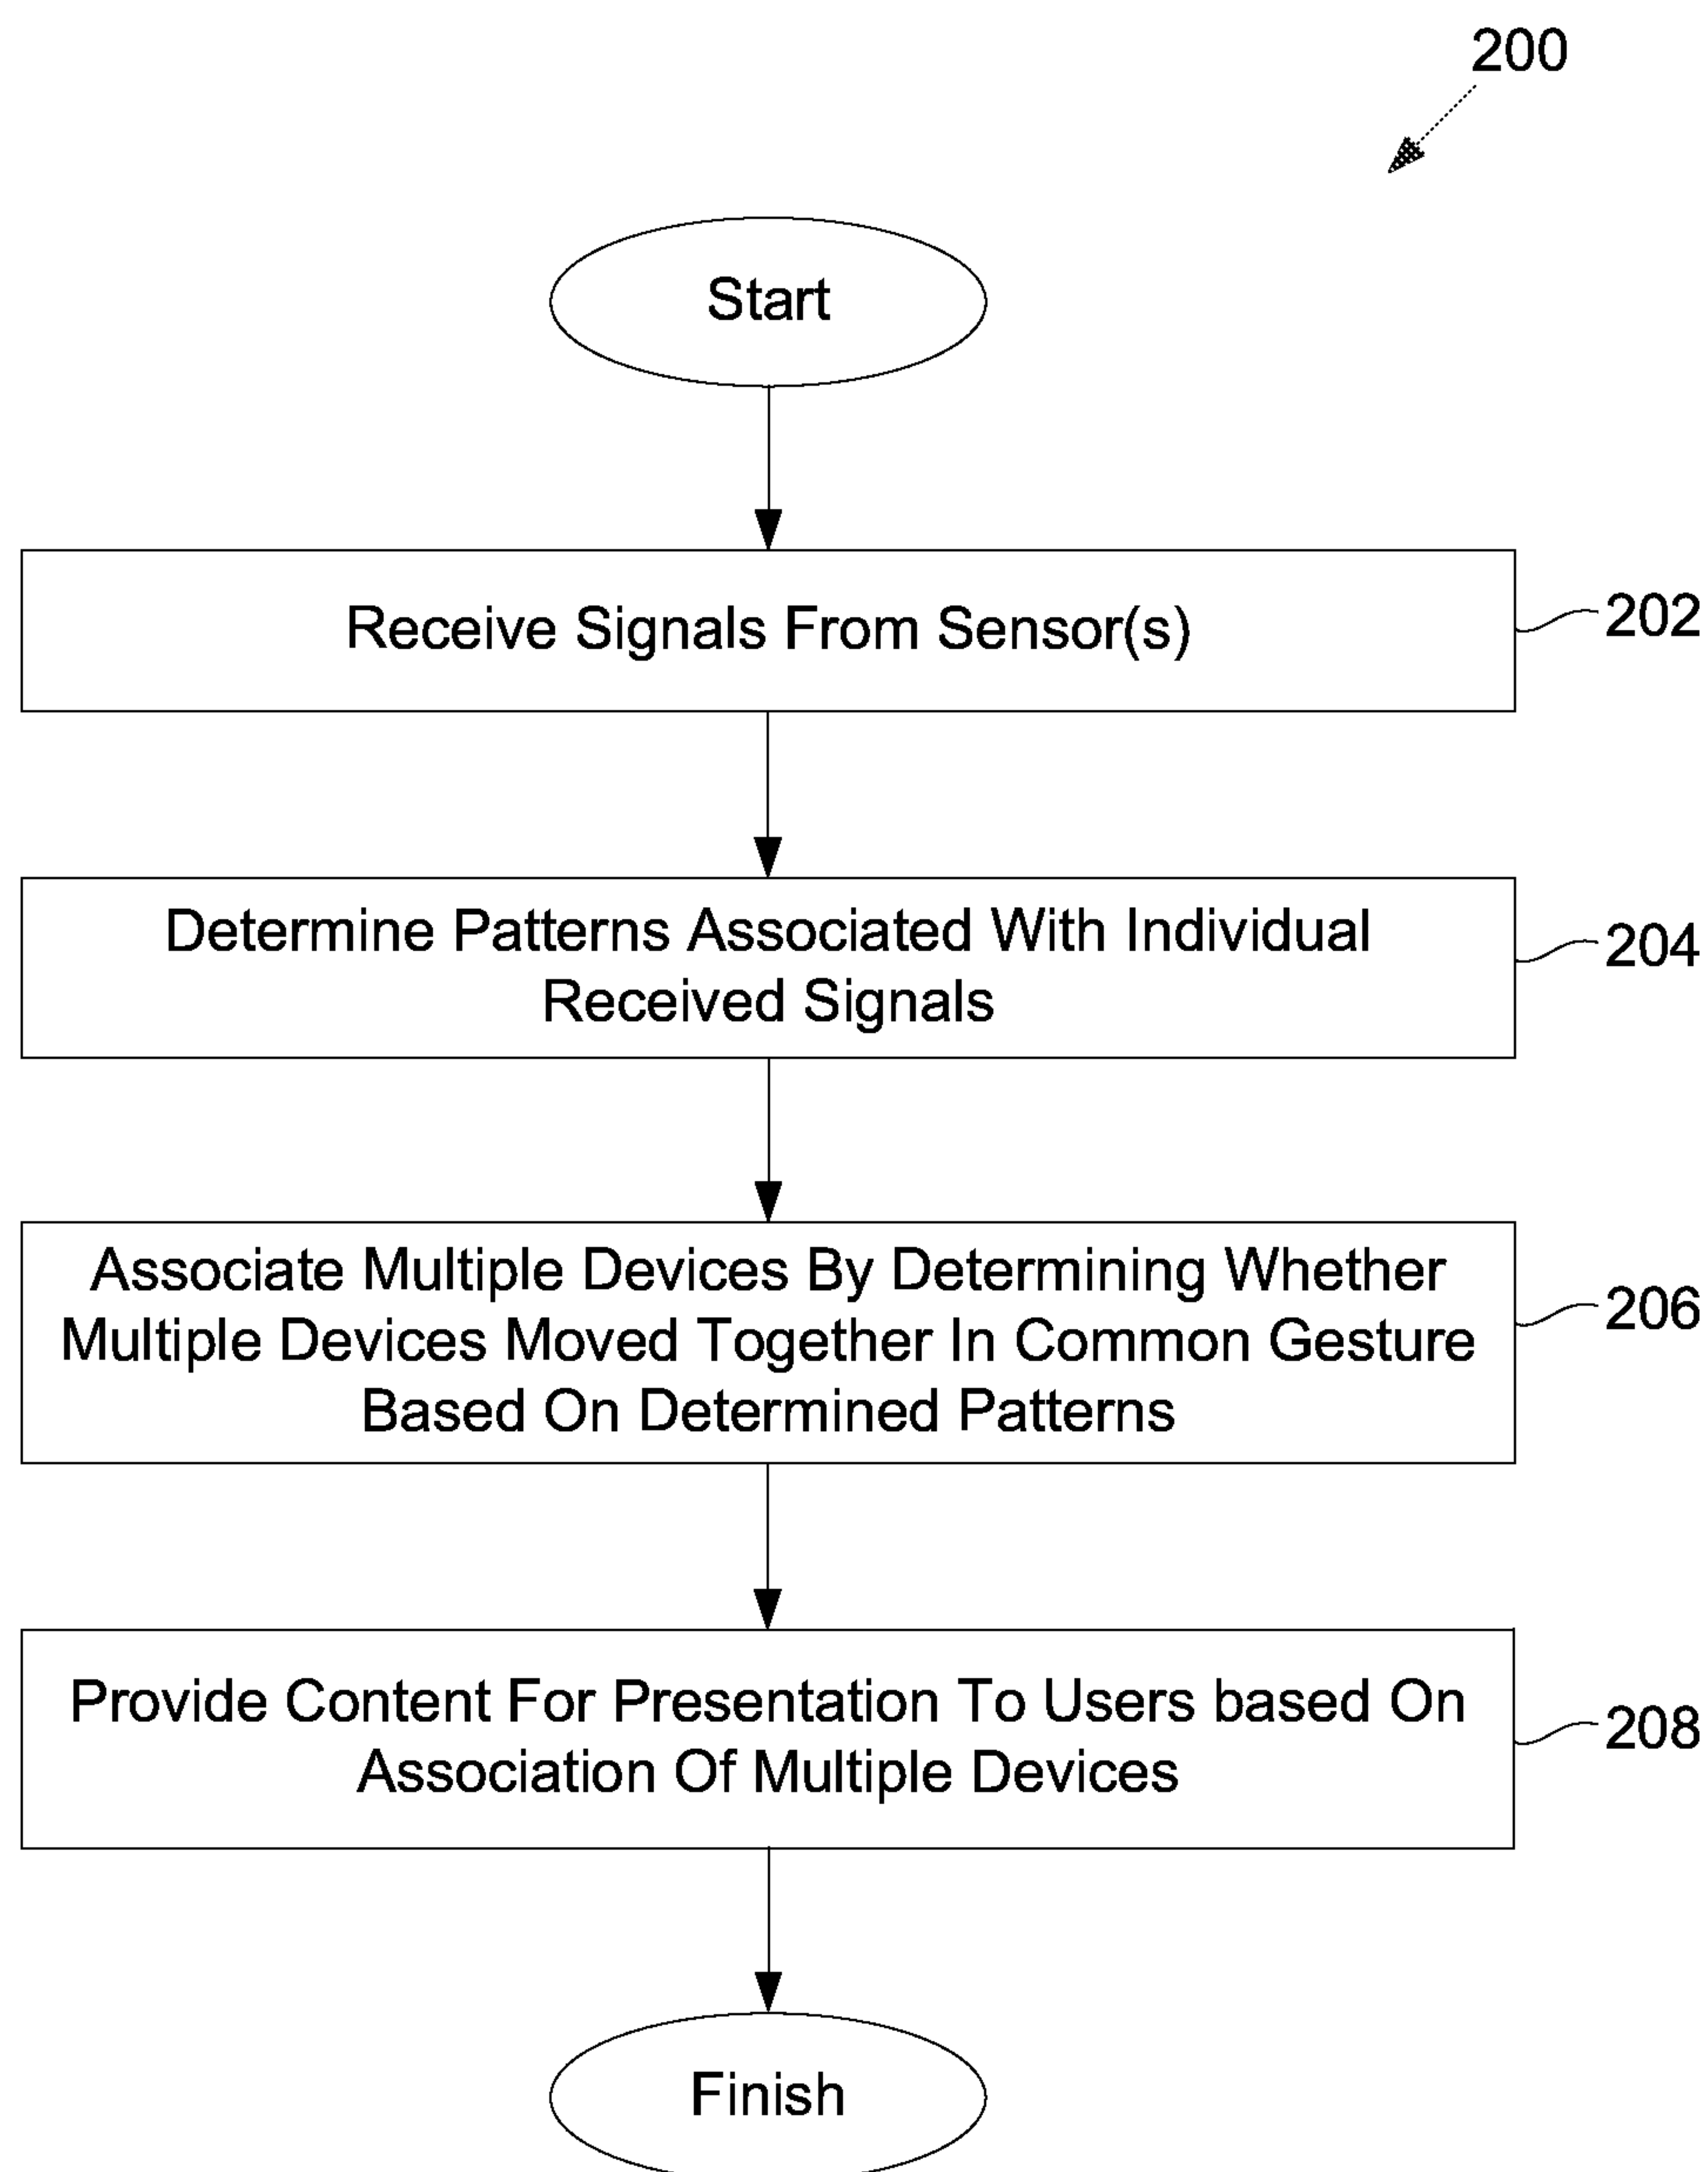 200
Start
Receive Signals From Sensor(s)
202
Determine Patterns Associated With Individual
Received Signals
204
Associate Multiple Devices By Determining Whether
Multiple Devices Moved Together In Common Gesture
Based On Determined Patterns
206
Provide Content For Presentation To Users based On
Association Of Multiple Devices
208
Finish